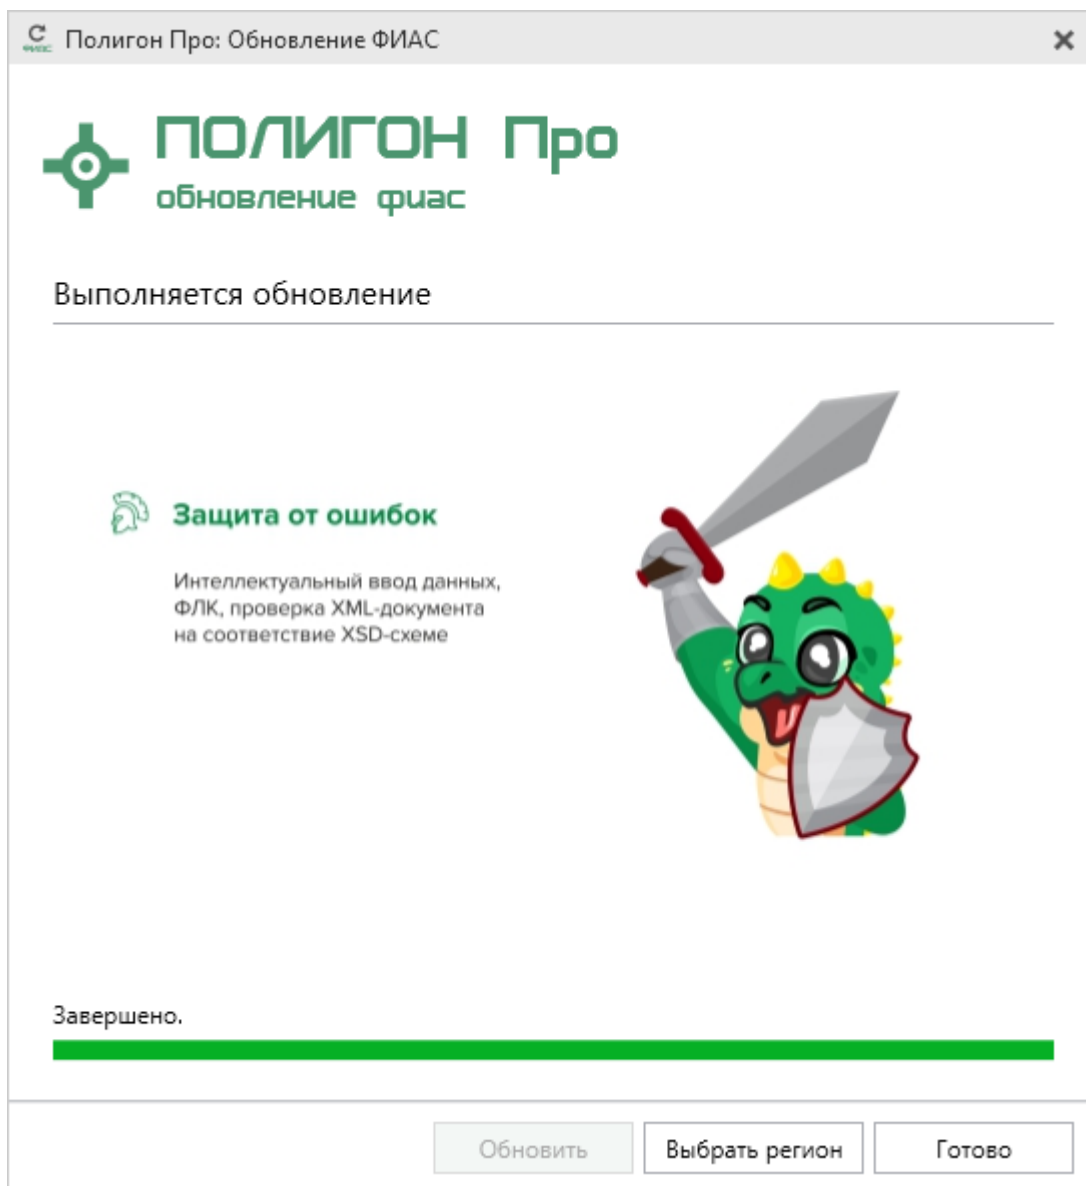 ФИАС
Полигон Про: Обновление ФИАС
ПОЛИГОН Про
обновление фиас
Выполняется обновление
Защита от ошибок
Интеллектуальный ввод данных,
ФЛК, проверка XML-документа
на соответствие XSD-схеме
Завершено.
Обновить
Выбрать регион
Готово